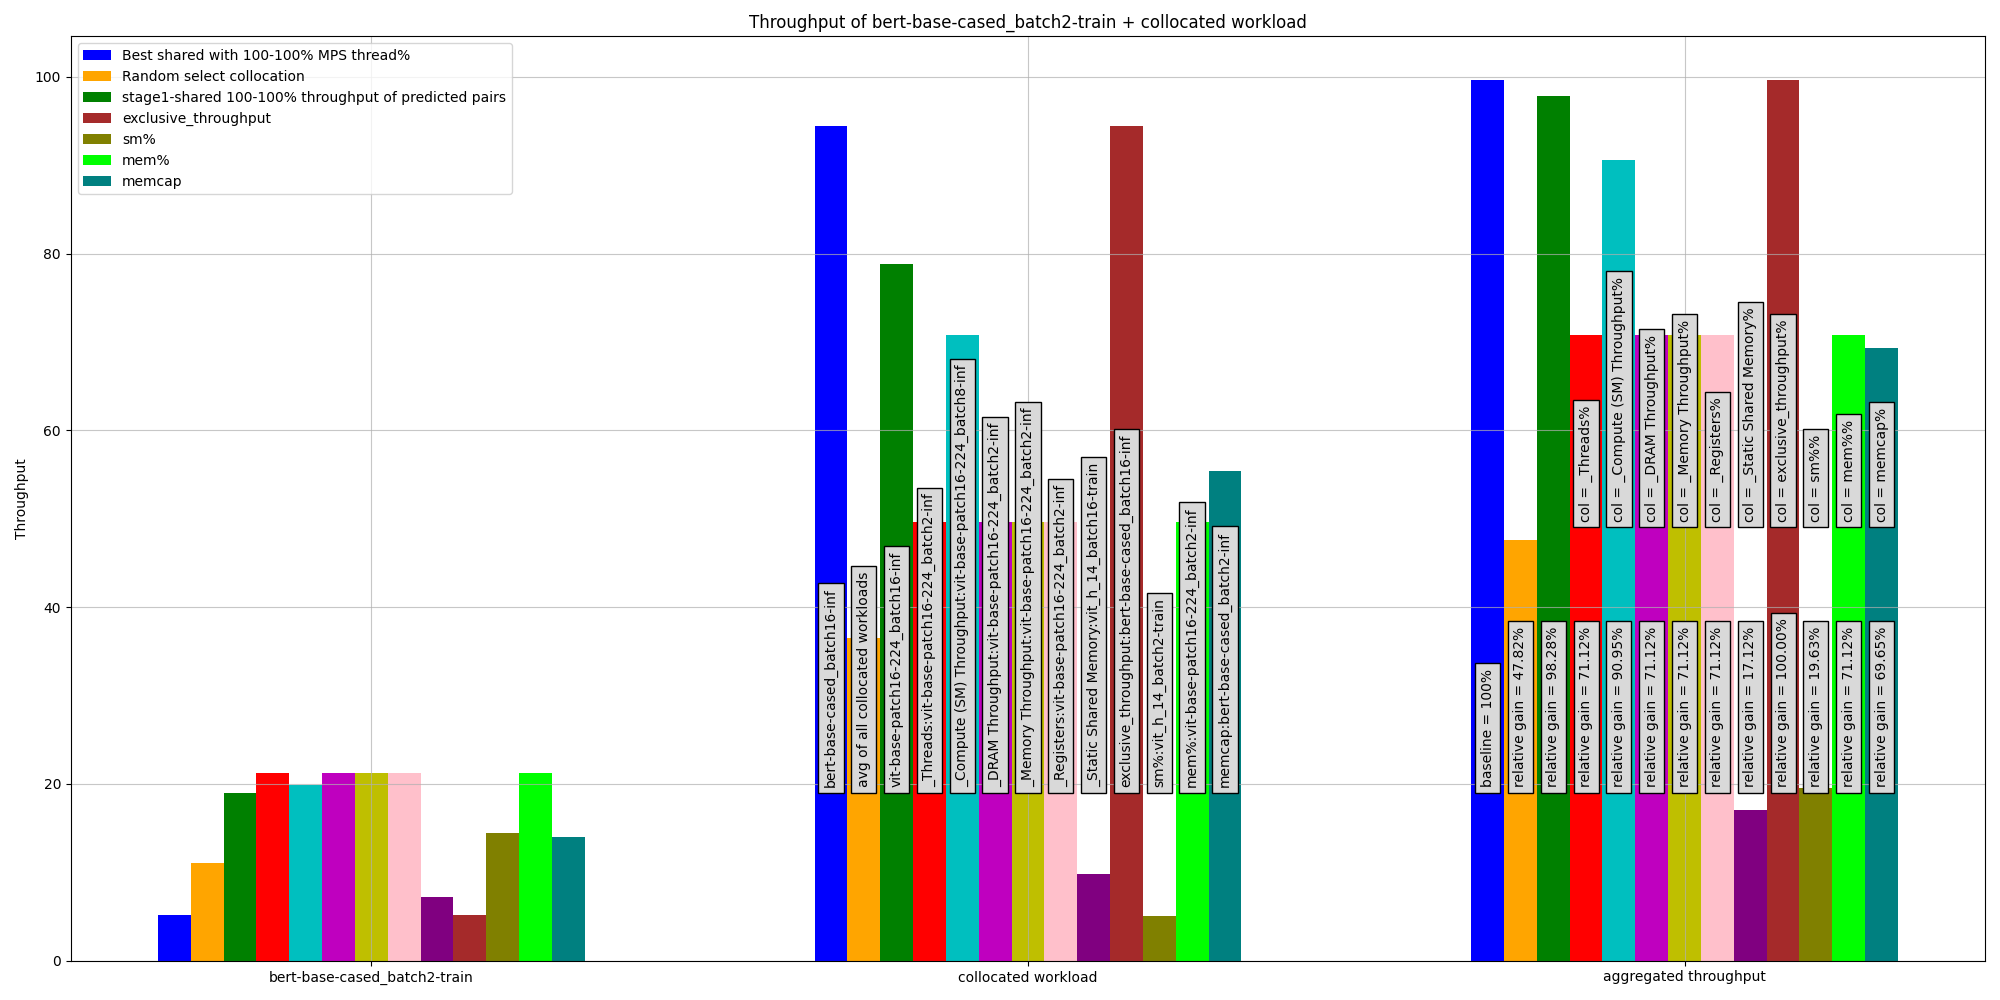 Throughput of bert-base-cased_batch2-train + collocated workload
Best shared with 100-100% MPS thread%
Random select collocation
stage1-shared 100-100% throughput of predicted pairs
exclusive_throughput
sm%
mem%
memcap
Throughput
100
80
60
40
20
0
bert-base-cased_batch16-inf
avg of all collocated workloads
vit-base-patch16-224_batch16-inf
_Threads:vit-base-patch16-224_batch2-inf
_Compute (SM) Throughput:vit-base-patch16-224_batch8-inf
_DRAM Throughput:vit-base-patch16-224_batch2-inf
_Memory Throughput:vit-base-patch16-224_batch2-inf
_Registers:vit-base-patch16-224_batch2-inf
_Static Shared Memory:vit_h_14_batch16-train
exclusive_throughput:bert-base-cased_batch16-inf
sm%:vit_h_14_batch2-train
mem%:vit-base-patch16-224_batch2-inf
memcap:bert-base-cased_batch2-inf
col = _Threads%
col = _Compute (SM) Throughput%
col = _DRAM Throughput%
col = _Memory Throughput%
col = _Registers%
col = _Static Shared Memory%
col = exclusive_throughput%
col = sm%%
col = mem%%
col = memcap%
baseline = 100%
relative gain = 47.82%
relative gain = 98.28%
relative gain = 71.12%
relative gain = 90.95%
relative gain = 71.12%
relative gain = 71.12%
relative gain = 71.12%
relative gain = 17.12%
relative gain = 100.00%
relative gain = 19.63%
relative gain = 71.12%
relative gain = 69.65%
bert-base-cased_batch2-train
collocated workload
aggregated throughput